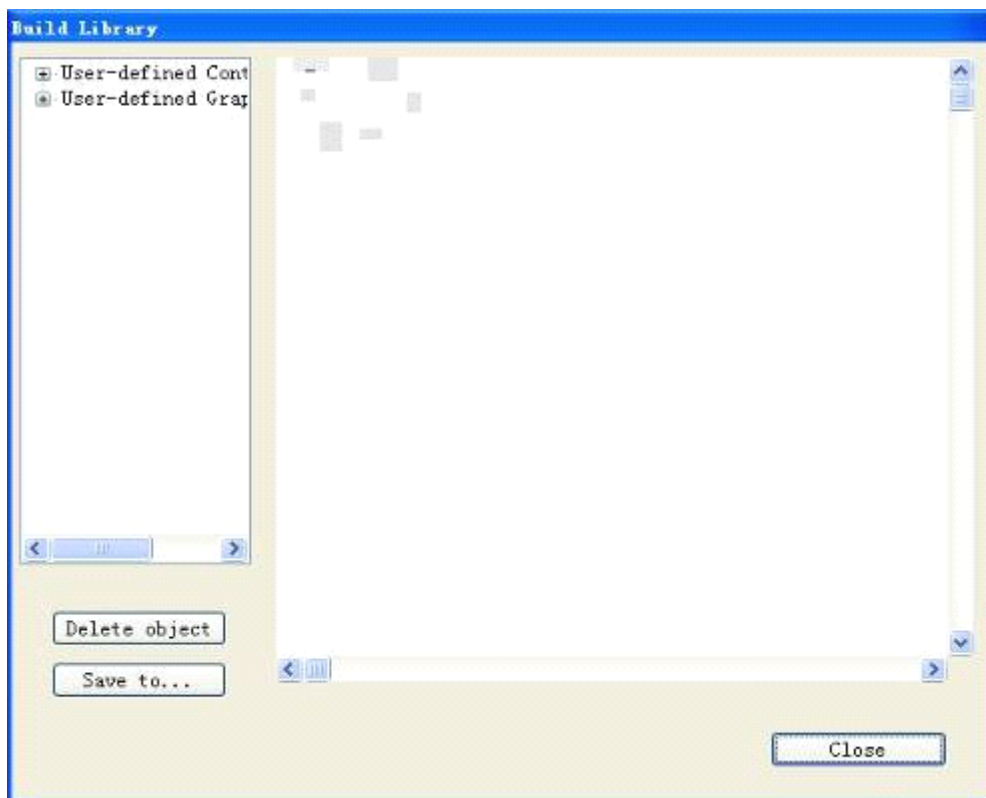 Build Library
User-defined Cont
User-defined Grap
Delete object
Save to...
Close